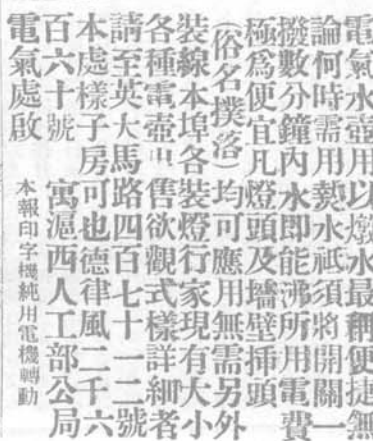 電氣水壺用以燉水最稱便捷無
論何時需用熱水祇須將開關一
撥數分鐘內水即能沸所用電費
極爲便宜凡燈頭及墻壁插頭
(俗名撲落)均可應用無需另外
裝線本埠各裝燈行家現有大小
各種電壺出售欲觀式樣詳細者
請至英大馬路四百七十一二號
本處樣子房可也德律風二千六
百六十號 寓滬西人工部公局
電氣處啟
本報印字機純用電機轉動